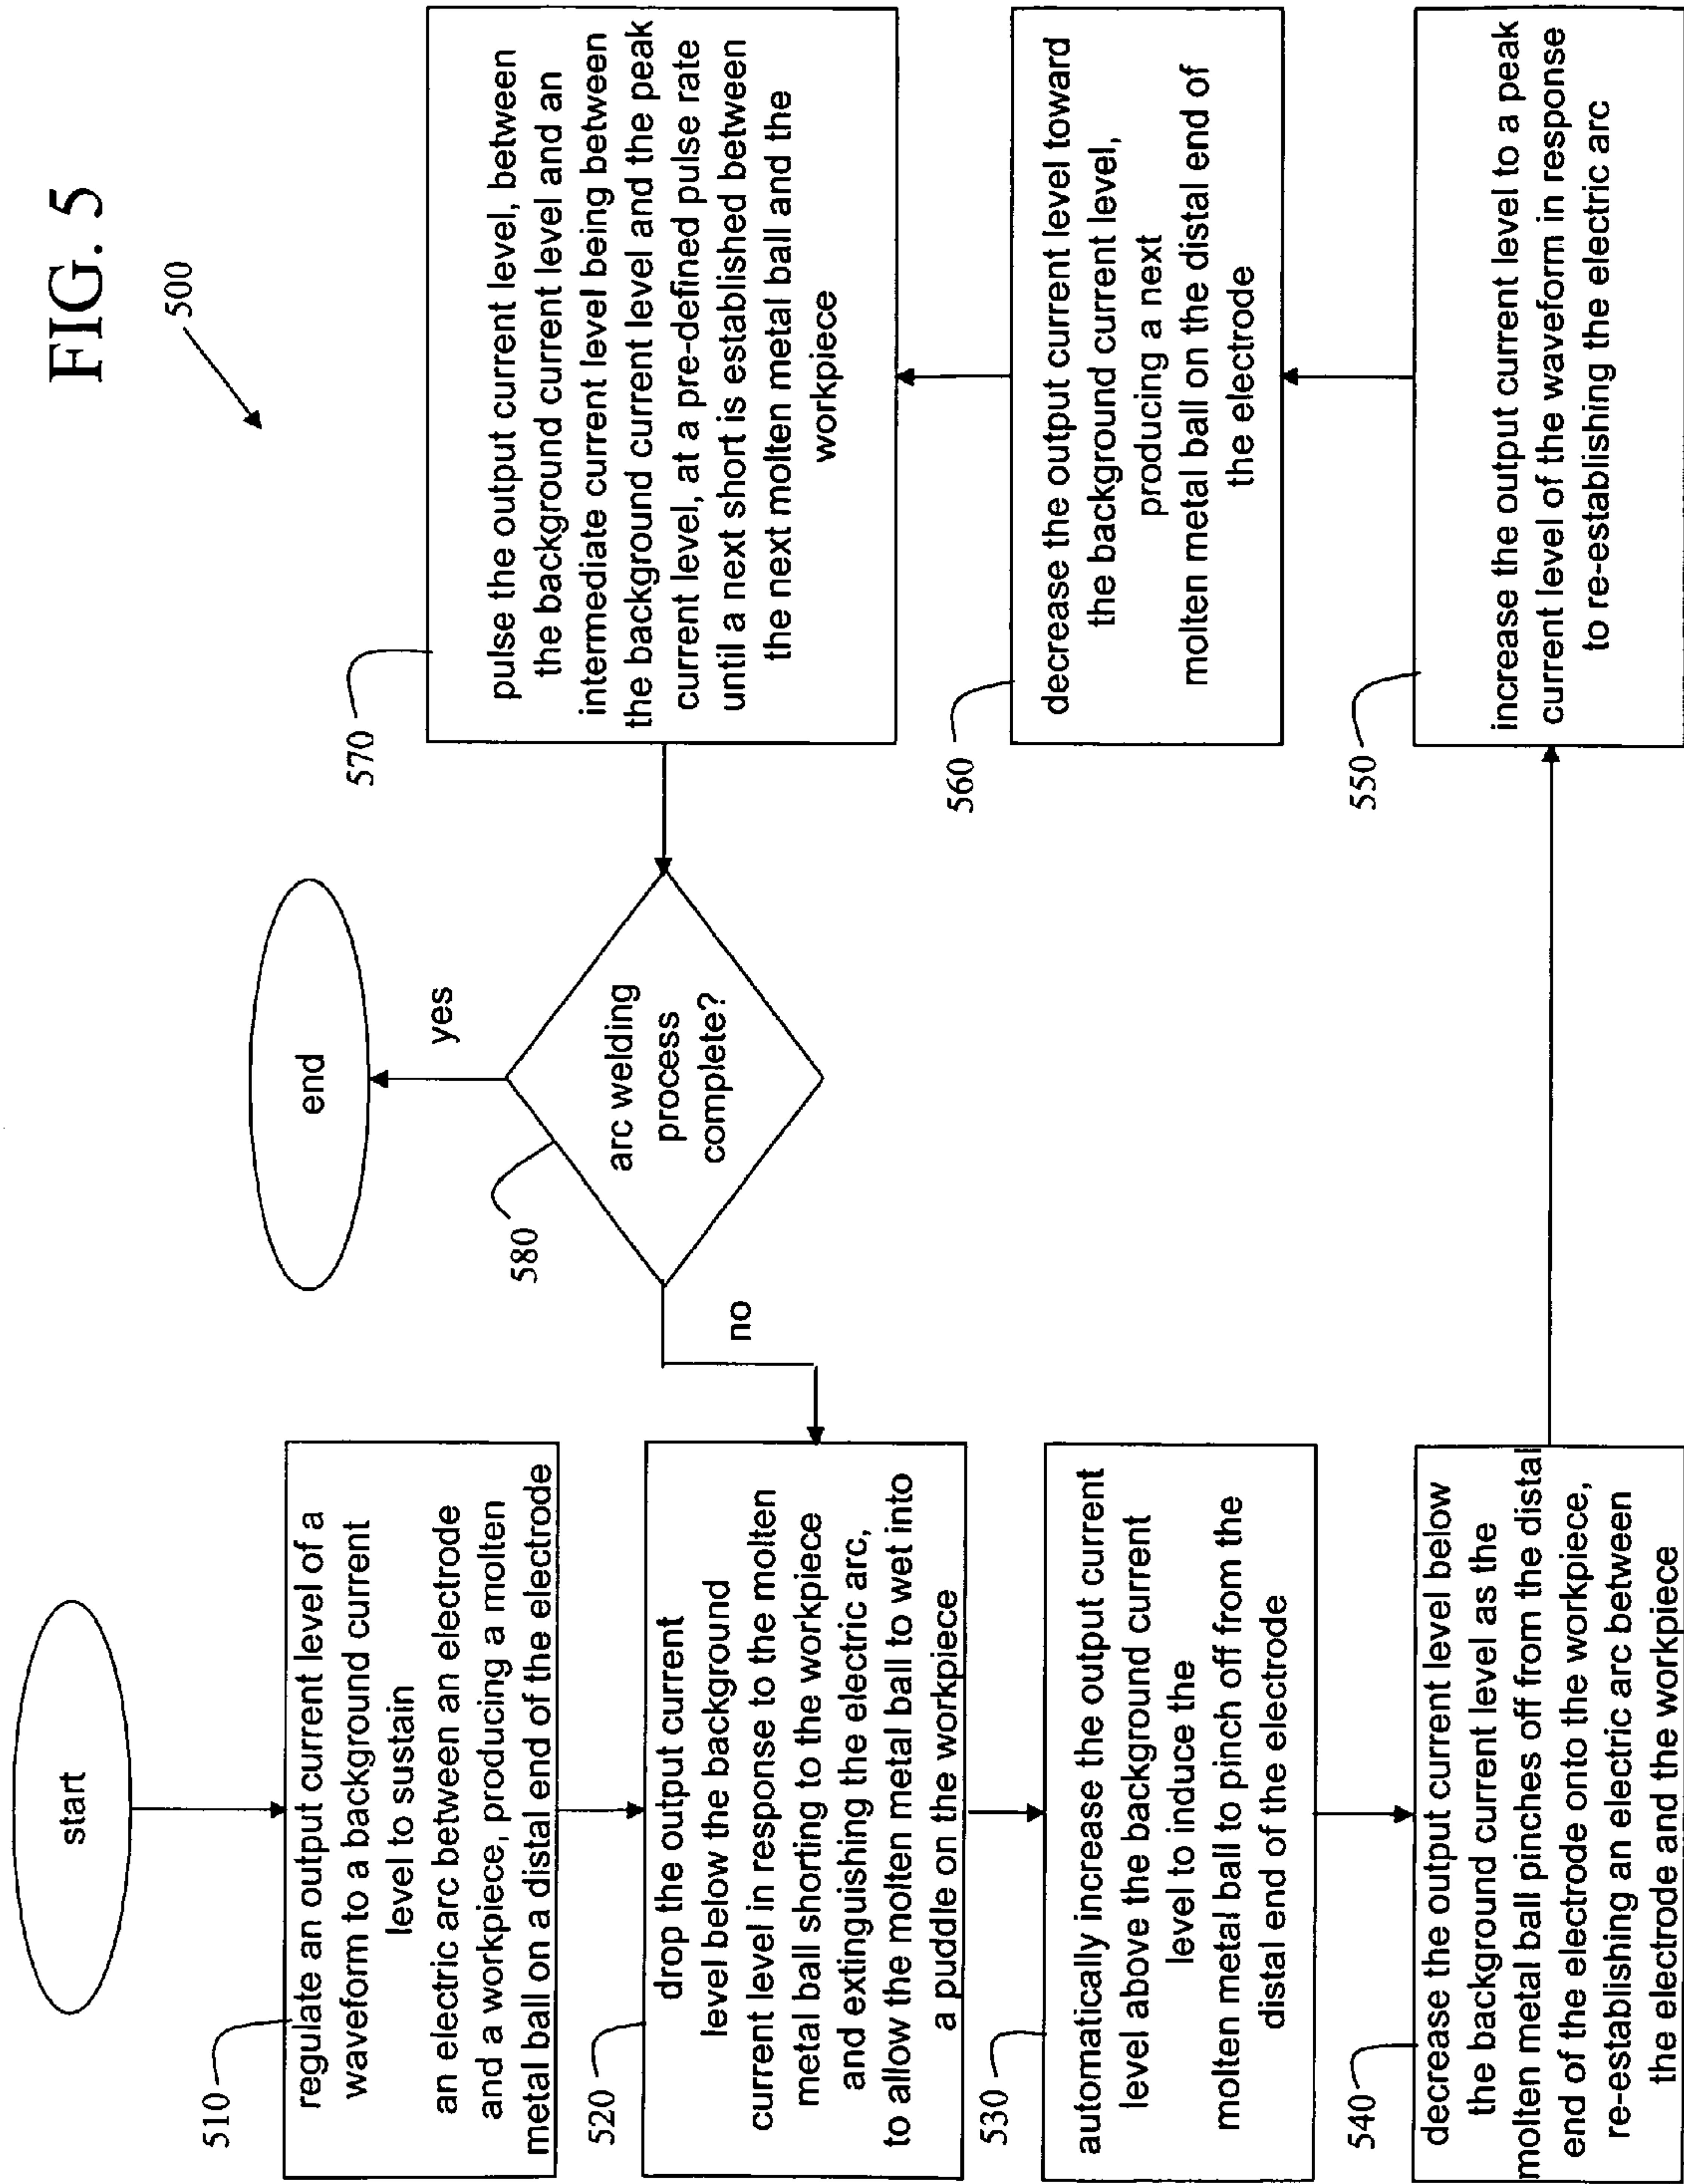 FIG. 5
500
start
510
regulate an output current level of a
waveform to a background current
level to sustain
an electric arc between an electrode
and a workpiece, producing a molten
metal ball on a distal end of the electrode
520
drop the output current
level below the background
current level in response to the molten
metal ball shorting to the workpiece
and extinguishing the electric arc,
to allow the molten metal ball to wet into
a puddle on the workpiece
530
automatically increase the output current
level above the background current
level to induce the
molten metal ball to pinch off from the
distal end of the electrode
540
decrease the output current level below
the background current level as the
molten metal ball pinches off from the distal
end of the electrode onto the workpiece,
re-establishing an electric arc between
the electrode and the workpiece
550
increase the output current level to a peak
current level of the waveform in response
to re-establishing the electric arc
560
decrease the output current level toward
the background current level,
producing a next
molten metal ball on the distal end of
the electrode
570
pulse the output current level, between
the background current level and an
intermediate current level being between
the background current level and the peak
current level, at a pre-defined pulse rate
until a next short is established between
the next molten metal ball and the
workpiece
580
arc welding
process
complete?
yes
end
no